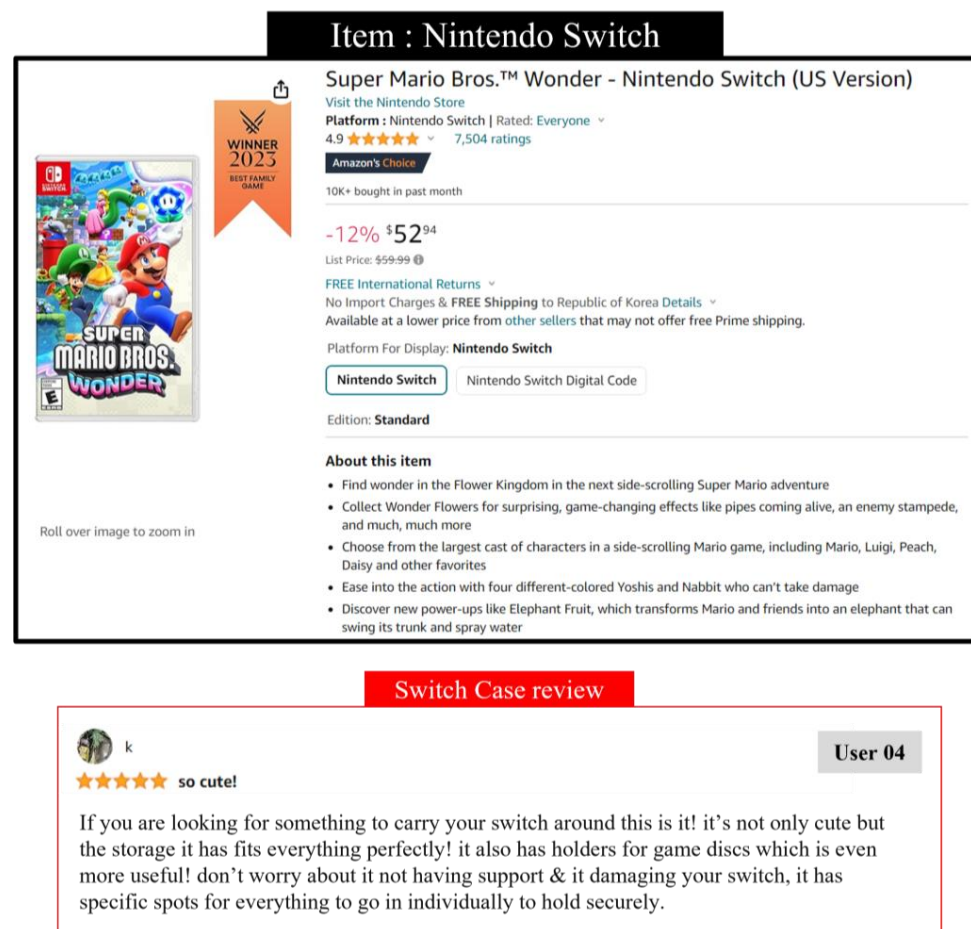 Item : Nintendo Switch
Super Mario Bros.™ Wonder - Nintendo Switch (US Version)
Visit the Nintendo Store
Platform : Nintendo Switch | Rated: Everyone
4.9 7,504 ratings
Amazon's Choice
10K+ bought in past month
WINNER
2023
BEST FAMILY
GAME
NINTENDO
SWITCH
SUPER
MARIO BROS.
WONDER
E
-12% $5294
List Price: $59.99
FREE International Returns
No Import Charges & FREE Shipping to Republic of Korea Details
Available at a lower price from other sellers that may not offer free Prime shipping.
Platform For Display: Nintendo Switch
Nintendo Switch Nintendo Switch Digital Code
Edition: Standard
About this item
• Find wonder in the Flower Kingdom in the next side-scrolling Super Mario adventure
• Collect Wonder Flowers for surprising, game-changing effects like pipes coming alive, an enemy stampede,
and much, much more
• Choose from the largest cast of characters in a side-scrolling Mario game, including Mario, Luigi, Peach,
Daisy and other favorites
• Ease into the action with four different-colored Yoshis and Nabbit who can't take damage
• Discover new power-ups like Elephant Fruit, which transforms Mario and friends into an elephant that can
swing its trunk and spray water
Roll over image to zoom in
Switch Case review
k
User 04
so cute!
If you are looking for something to carry your switch around this is it! it's not only cute but
the storage it has fits everything perfectly! it also has holders for game discs which is even
more useful! don't worry about it not having support & it damaging your switch, it has
specific spots for everything to go in individually to hold securely.